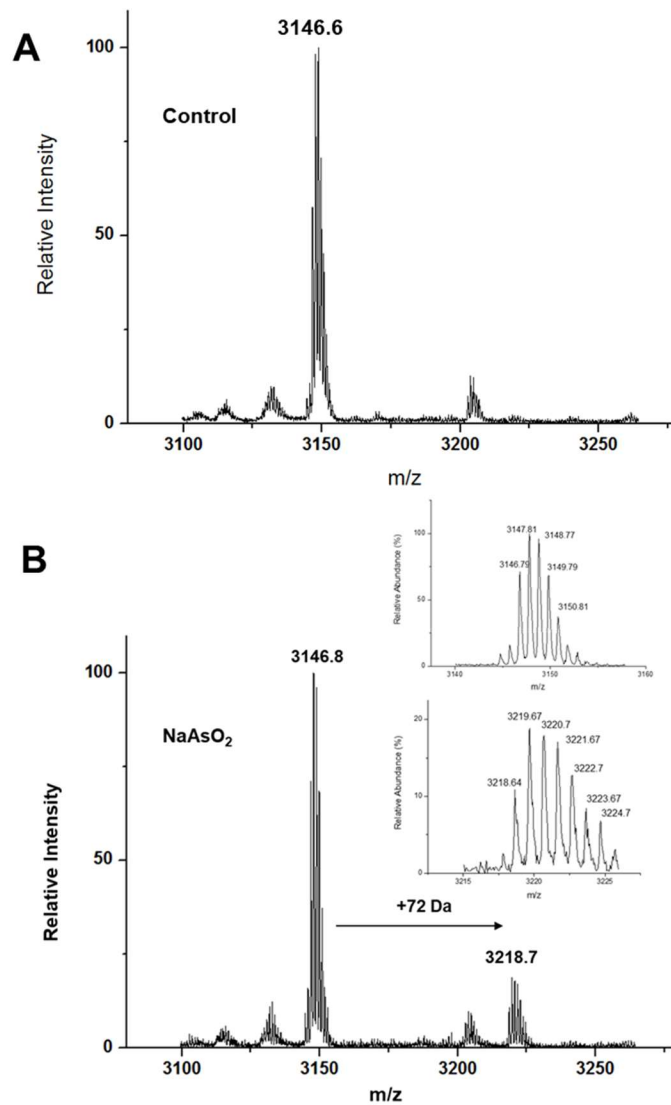 A
3146.6
100
Control
Relative Intensity
50
0
3100 3150 3200 3250
m/z
B
3147.81
3148.77
3146.79
3149.79
3150.81
Relative Abundance (%)
100
50
0
3140 3150 3160
m/z
3219.67
3220.7
3221.67
3222.7
3218.64
3223.67
3224.7
Relative Abundance (%)
20
10
0
3215 3220 3225
m/z
3146.8
100
NaAsO₂
Relative Intensity
50
+72 Da
3218.7
0
3100 3150 3200 3250
m/z